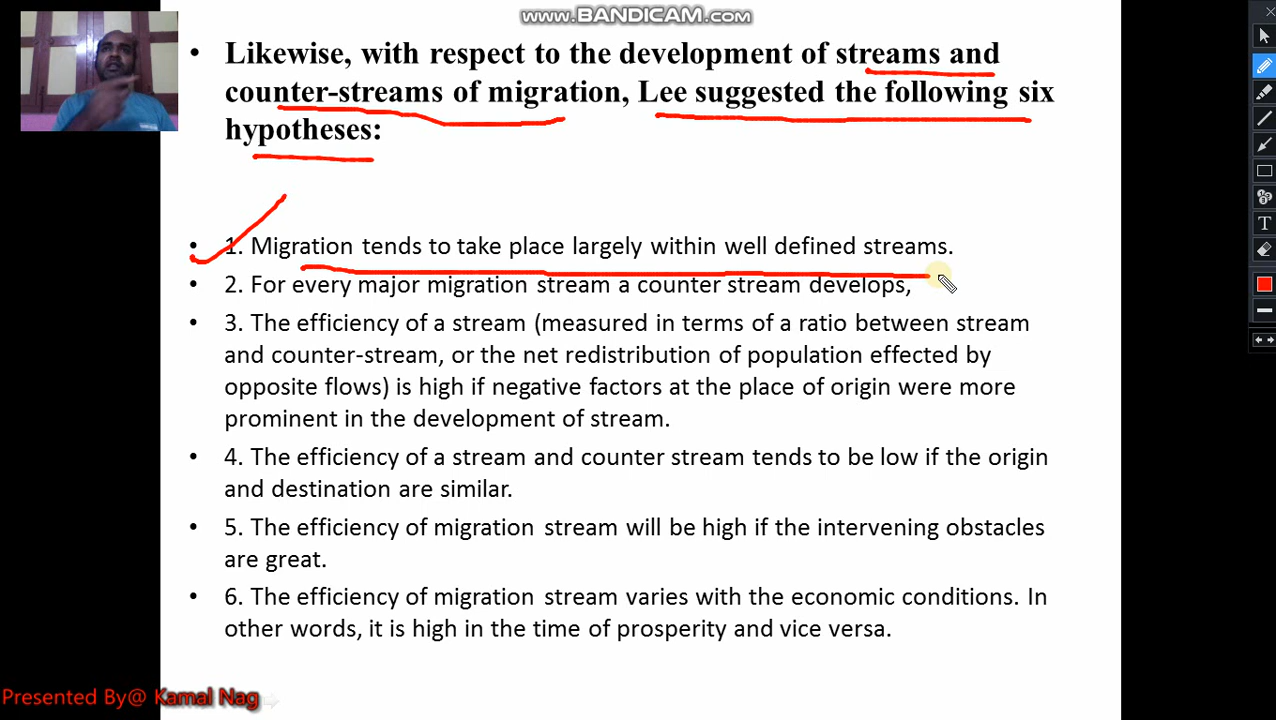 www.BANDICAM.com
• Likewise, with respect to the development of streams and
counter-streams of migration, Lee suggested the following six
hypotheses:
• 1. Migration tends to take place largely within well defined streams.
• 2. For every major migration stream a counter stream develops,
• 3. The efficiency of a stream (measured in terms of a ratio between stream
and counter-stream, or the net redistribution of population effected by
opposite flows) is high if negative factors at the place of origin were more
prominent in the development of stream.
• 4. The efficiency of a stream and counter stream tends to be low if the origin
and destination are similar.
• 5. The efficiency of migration stream will be high if the intervening obstacles
are great.
• 6. The efficiency of migration stream varies with the economic conditions. In
other words, it is high in the time of prosperity and vice versa.
Presented By@ Kamal Nag